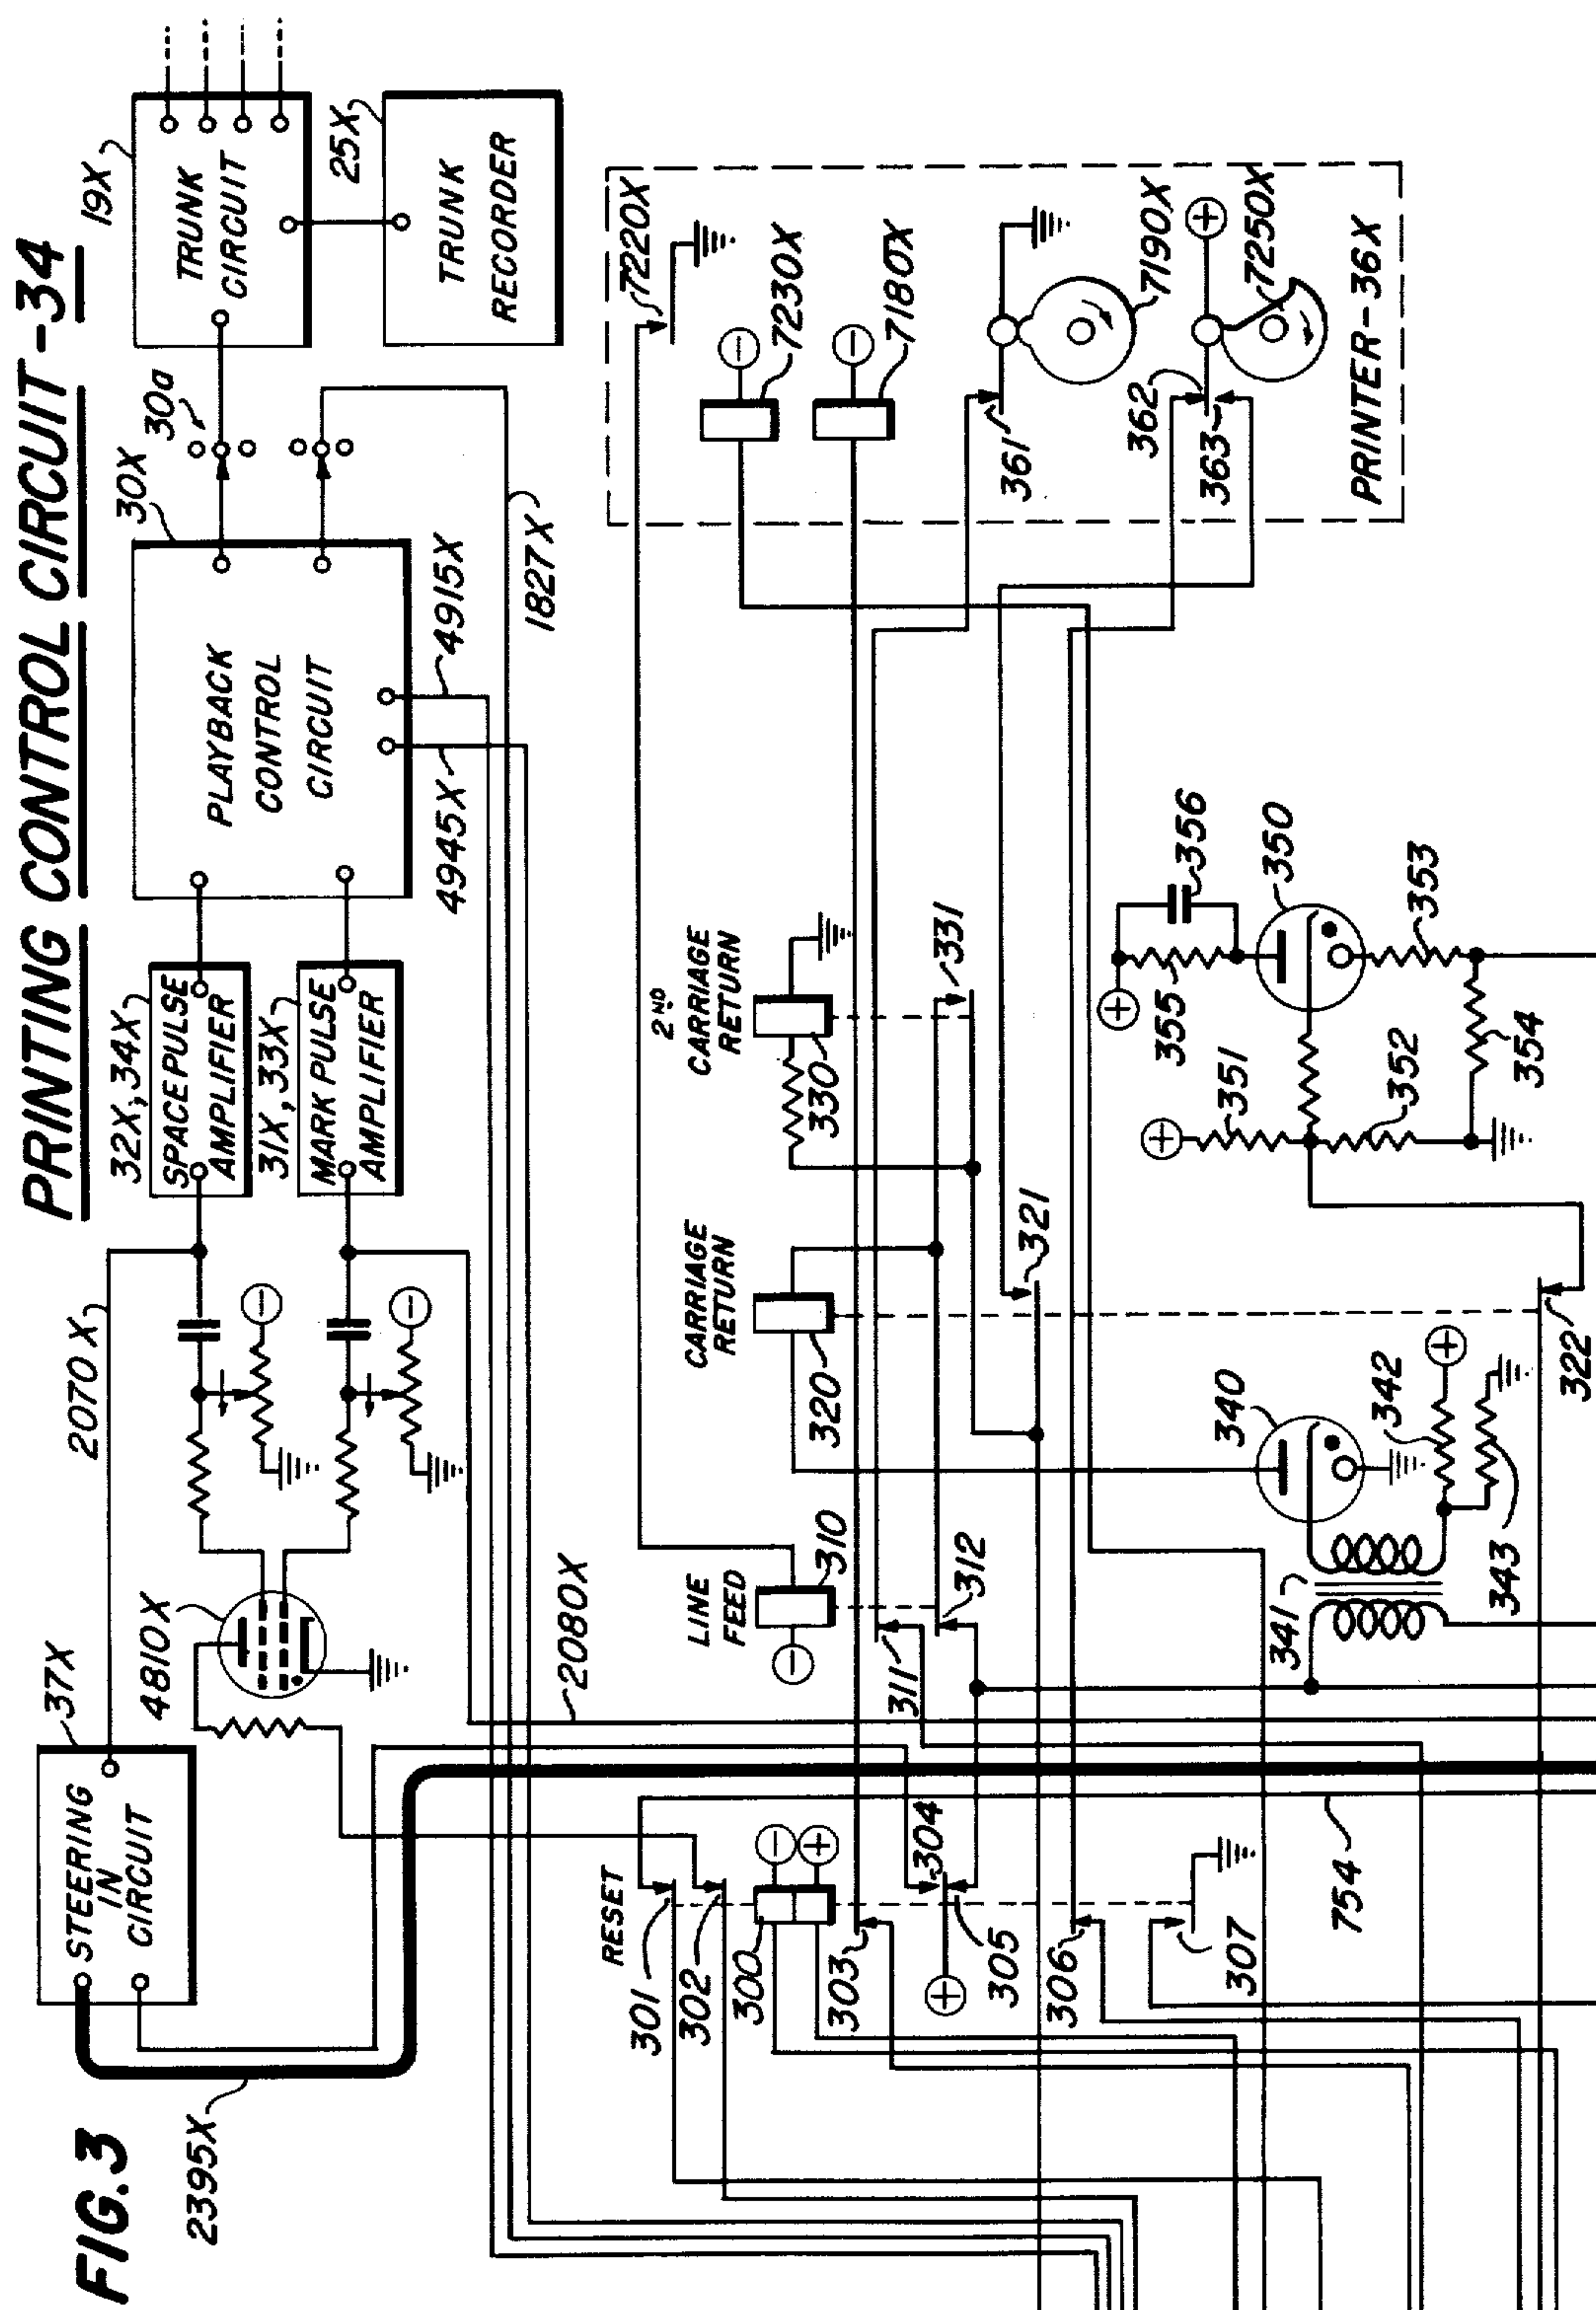 FIG.3
PRINTING CONTROL CIRCUIT-34
2395X
37X
STEERING
IN
CIRCUIT
2070X
4810X
2080X
32X,34X
SPACE PULSE
AMPLIFIER
31X,33X
MARK PULSE
AMPLIFIER
30X
PLAYBACK
CONTROL
CIRCUIT
4945X
4915X
1827X
30a
19X
TRUNK
CIRCUIT
25X
TRUNK
RECORDER
RESET
301
302
300
303
304
305
306
307
754
LINE
FEED
310
311
312
CARRIAGE
RETURN
320
321
322
2ND
CARRIAGE
RETURN
330
331
340
341
342
343
350
351
352
353
354
355
356
7220X
7230X
7180X
361
7190X
362
363
7250X
PRINTER-36X